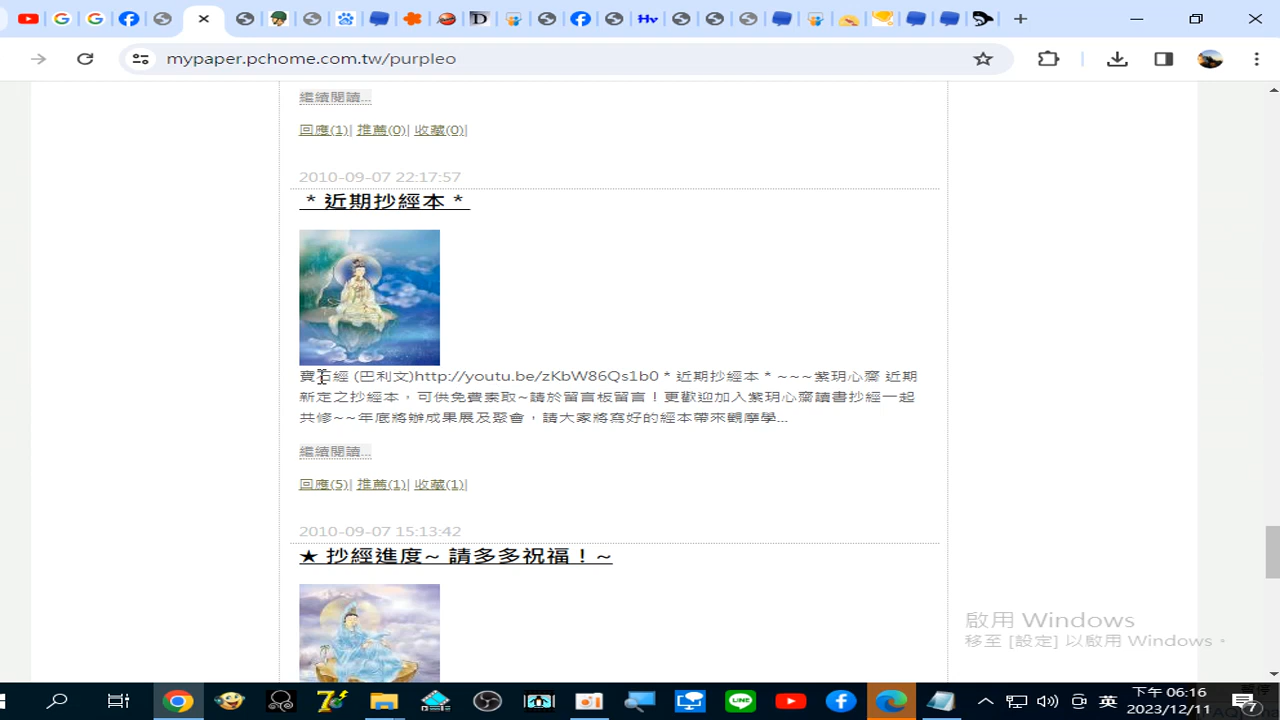 mypaper.pchome.com.tw/purpleo
繼續閱讀...
回應(1)| 推薦(0)| 收藏(0)|
2010-09-07 22:17:57
* 近期抄經本 *
寶石經 (巴利文)http://youtu.be/zKbW86Qs1b0 * 近期抄經本 * ~~~紫玥心齋 近期
新定之抄經本，可供免費索取~請於留言板留言！更歡迎加入紫玥心齋讀書抄經一起
共修~~年底將辦成果展及聚會，請大家將寫好的經本帶來觀摩學...
繼續閱讀...
回應(5)| 推薦(1)| 收藏(1)|
2010-09-07 15:13:42
★ 抄經進度~ 請多多祝福！~
啟用 Windows
移至 [設定] 以啟用 Windows。
英
下午 06:16
2023/12/11
7